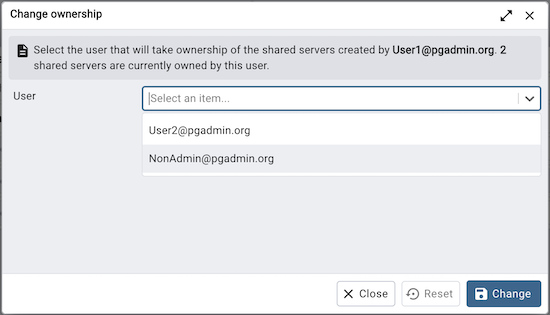 Change ownership
Select the user that will take ownership of the shared servers created by User1@pgadmin.org. 2
shared servers are currently owned by this user.
User
Select an item...
User2@pgadmin.org
NonAdmin@pgadmin.org
Close
Reset
Change